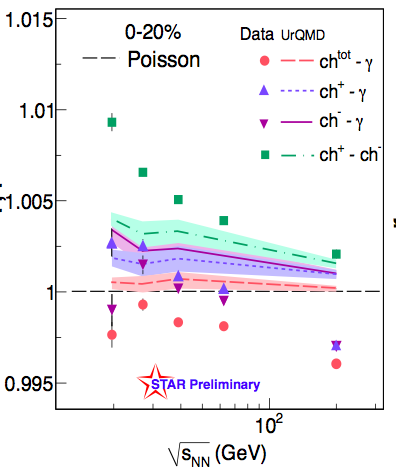 1.015
0-20%
Data UrQMD
Poisson
ch^tot - γ
ch^+ - γ
1.01
ch^- - γ
ch^+ - ch^-
1.005
1
0.995
STAR Preliminary
10^2
√s_NN (GeV)